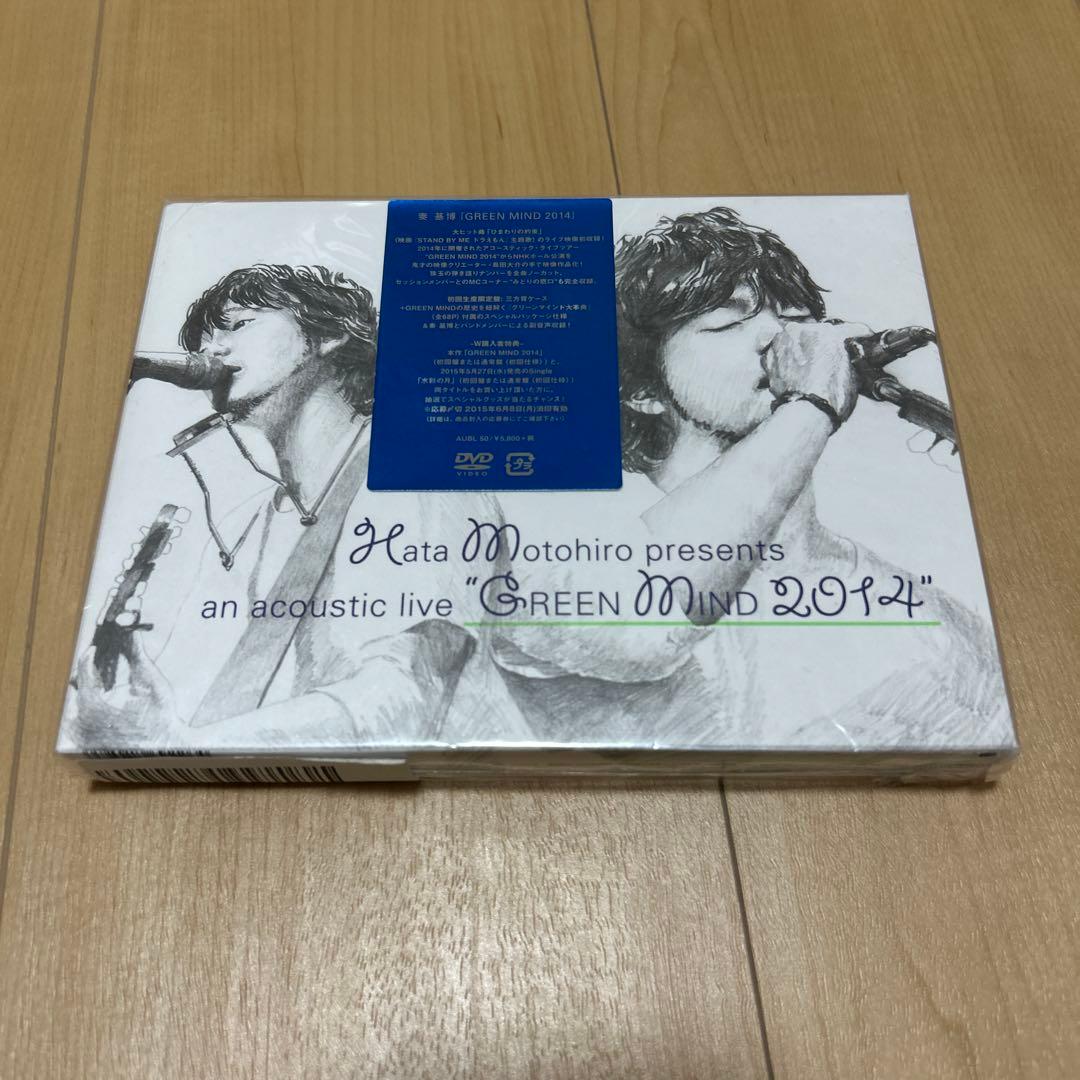 秦 基博「GREEN MIND 2014」
大ヒット曲「ひまわりの約束」
(映画「STAND BY ME ドラえもん」主題歌)のライブ映像初収録!
2014年に開催されたアコースティック・ライブツアー
"GREEN MIND 2014"からNHKホール公演を
鬼才の映像クリエーター・島田大介の手で映像作品化!
珠玉の弾き語りナンバーを全曲ノーカット。
セッションメンバーとのMCコーナー"みどりの窓口"も完全収録。
初回生産限定盤: 三方背ケース
+GREEN MINDの歴史を紐解く「グリーンマインド大事典」
(全68P) 付属のスペシャルパッケージ仕様
&秦 基博とバンドメンバーによる副音声収録!
-W購入者特典-
本作「GREEN MIND 2014」
(初回盤または通常盤(初回仕様))と、
2015年5月27日(水)発売のSingle
「水彩の月」(初回盤または通常盤(初回仕様))
両タイトルをお買い上げ頂いた方に、
抽選でスペシャルグッズが当たるチャンス!
※応募〆切 2015年6月8日(月)消印有効
(詳細は、商品封入の応募券にてご確認下さい)
AUBL 50/¥5,800+税
DVD
VIDEO
プラ
Hata Motohiro presents
an acoustic live "GREEN MIND 2014"